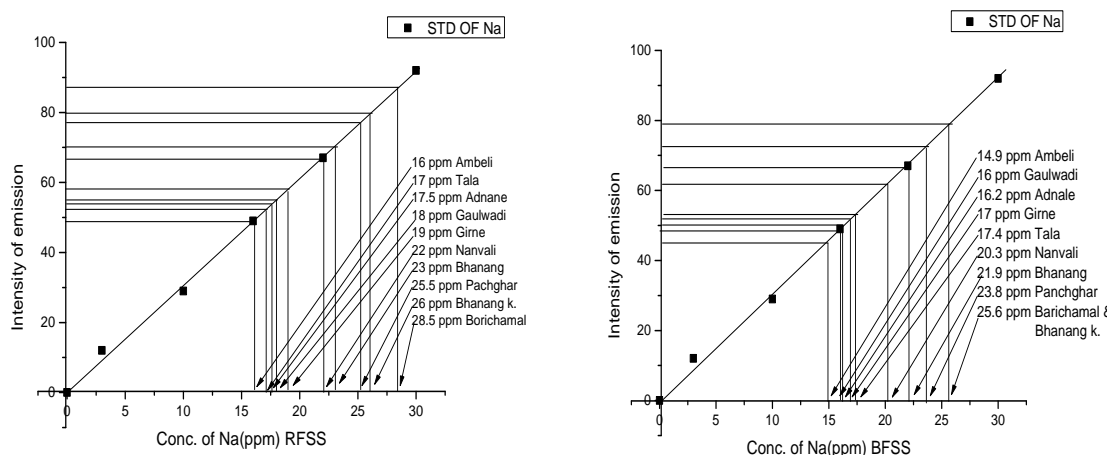 STD OF Na
100
80
60
40
20
0
Intensity of emission
16 ppm Ambeli
17 ppm Tala
17.5 ppm Adnane
18 ppm Gaulwadi
19 ppm Girne
22 ppm Nanvali
23 ppm Bhanang
25.5 ppm Pachghar
26 ppm Bhanang k.
28.5 ppm Borichamal
0 5 10 15 20 25 30
Conc. of Na(ppm) RFSS
STD OF Na
100
80
60
40
20
0
Intensity of emission
14.9 ppm Ambeli
16 ppm Gaulwadi
16.2 ppm Adnale
17 ppm Girne
17.4 ppm Tala
20.3 ppm Nanvali
21.9 ppm Bhanang
23.8 ppm Panchghar
25.6 ppm Barichamal &
Bhanang k.
0 5 10 15 20 25 30
Conc. of Na(ppm) BFSS